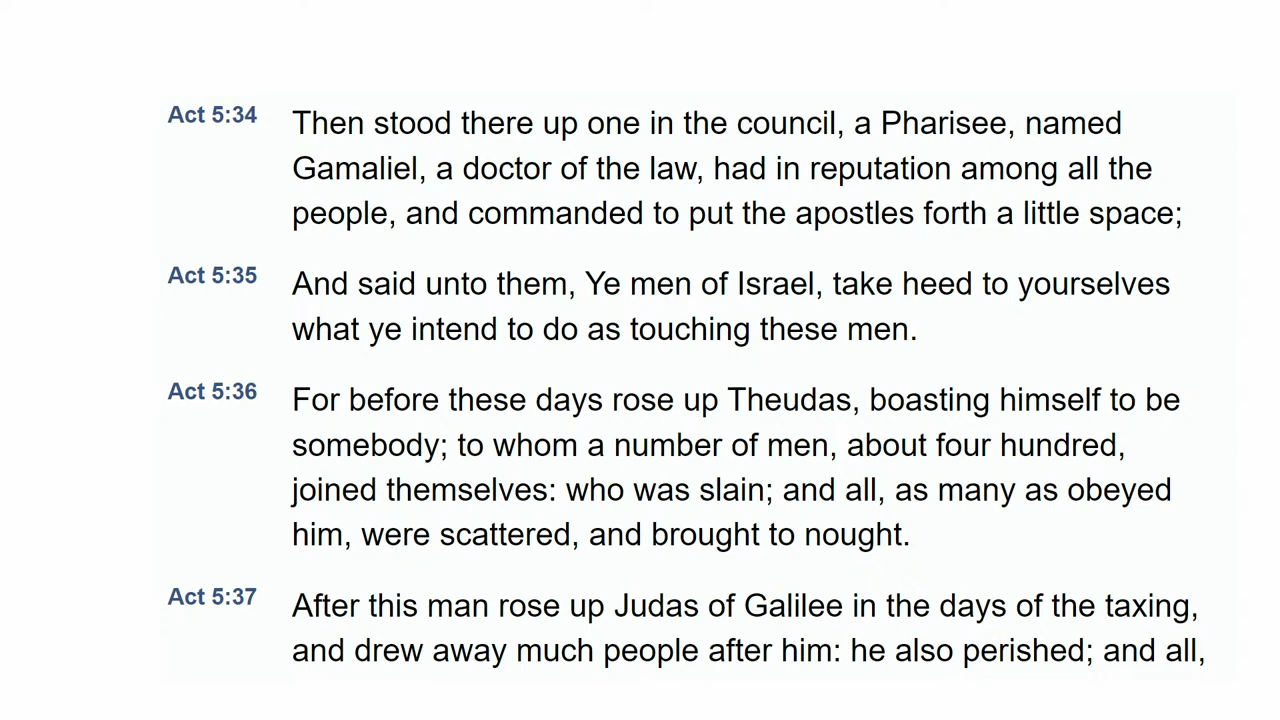 Act 5:34 Then stood there up one in the council, a Pharisee, named
Gamaliel, a doctor of the law, had in reputation among all the
people, and commanded to put the apostles forth a little space;
Act 5:35 And said unto them, Ye men of Israel, take heed to yourselves
what ye intend to do as touching these men.
Act 5:36 For before these days rose up Theudas, boasting himself to be
somebody; to whom a number of men, about four hundred,
joined themselves: who was slain; and all, as many as obeyed
him, were scattered, and brought to nought.
Act 5:37 After this man rose up Judas of Galilee in the days of the taxing,
and drew away much people after him: he also perished; and all,